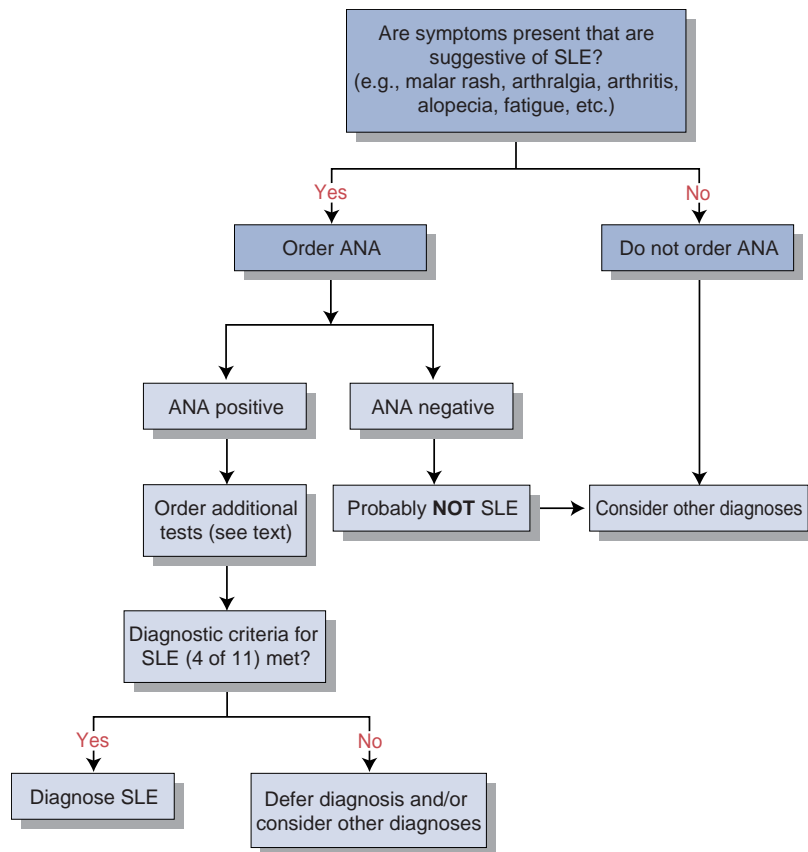 Are symptoms present that are
suggestive of SLE?
(e.g., malar rash, arthralgia, arthritis,
alopecia, fatigue, etc.)
Yes
No
Order ANA
Do not order ANA
ANA positive
ANA negative
Order additional
tests (see text)
Probably NOT SLE
Consider other diagnoses
Diagnostic criteria for
SLE (4 of 11) met?
Yes
No
Diagnose SLE
Defer diagnosis and/or
consider other diagnoses